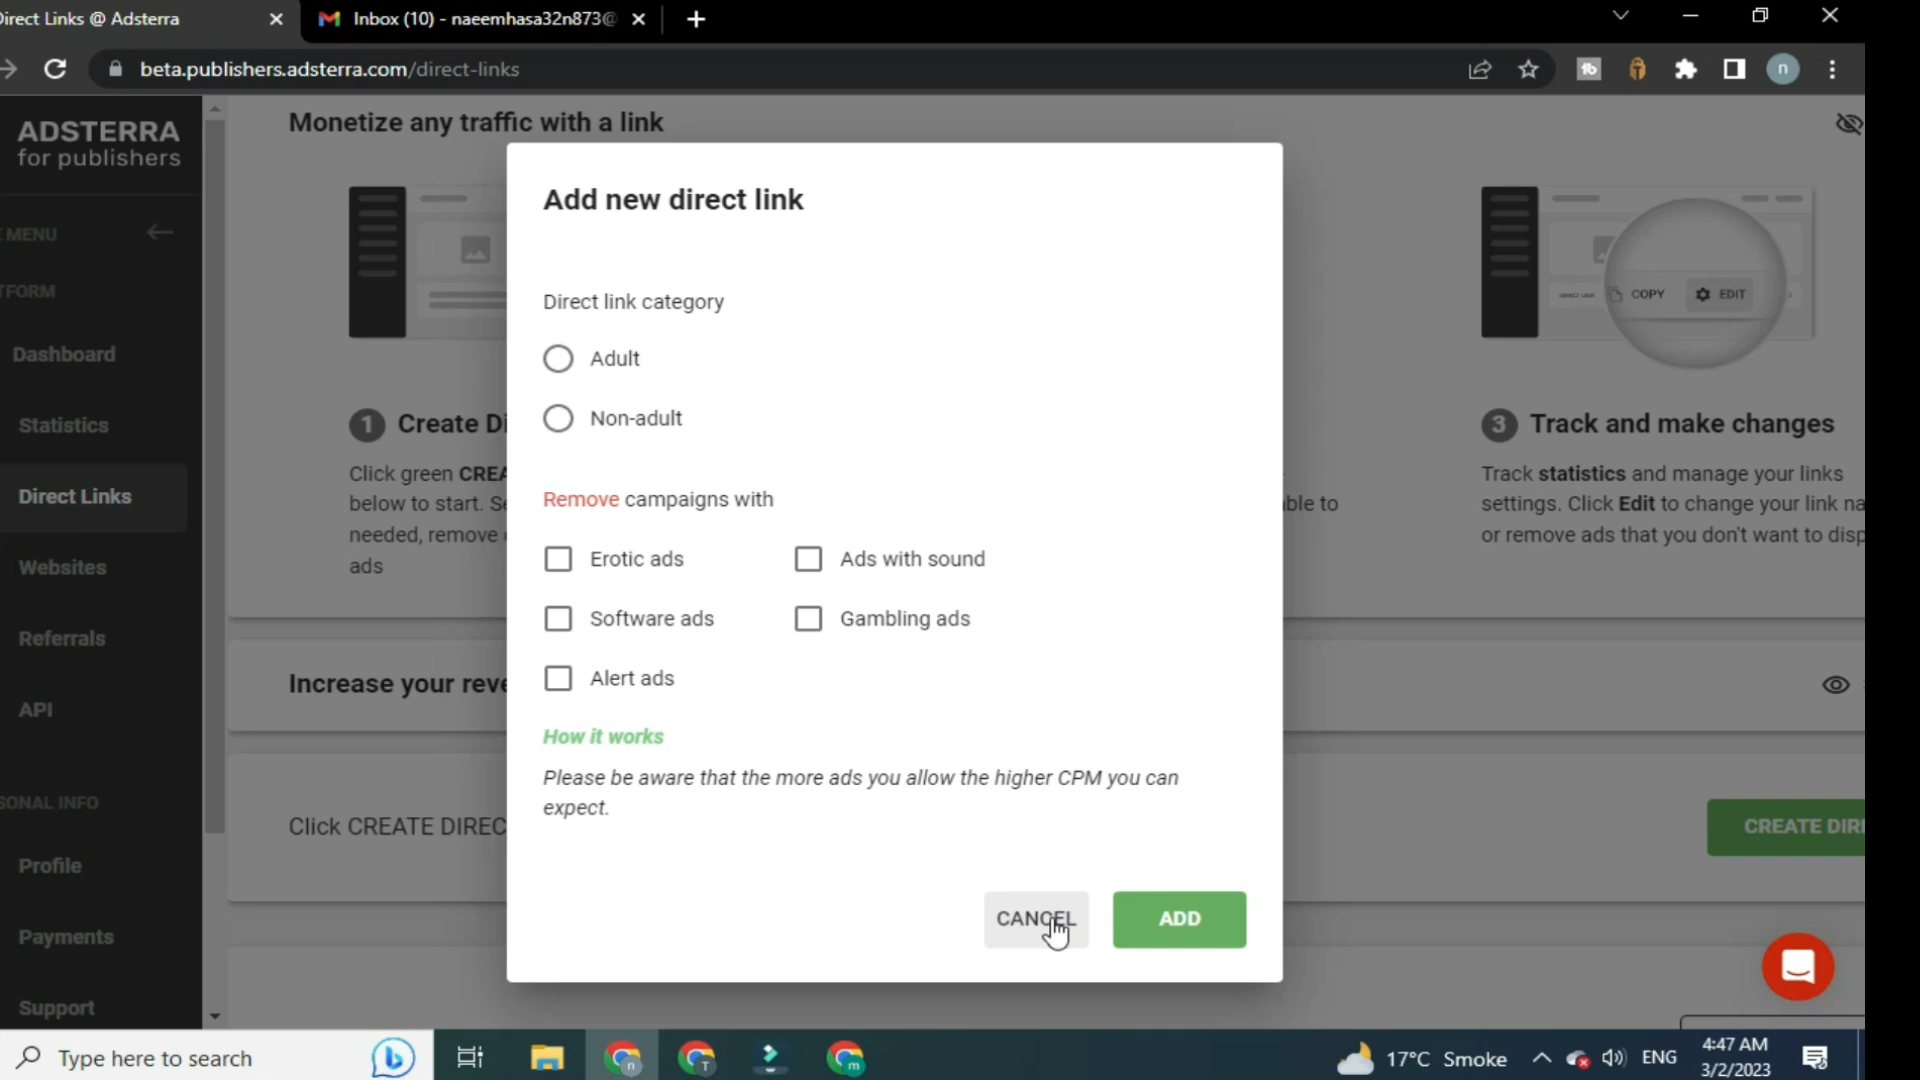 Direct Links @ Adsterra
Inbox (10) - naeemhasa32n873@
beta.publishers.adsterra.com/direct-links
n
ADSTERRA
for publishers
MENU
TFORM
Dashboard
Statistics
Direct Links
Websites
Referrals
API
SONAL INFO
Profile
Payments
Support
Monetize any traffic with a link
1 Create Di
Click green CREA
below to start. Se
needed, remove
ads
ble to
COPY
EDIT
3 Track and make changes
Track statistics and manage your links
settings. Click Edit to change your link na
or remove ads that you don't want to disp
Increase your reve
Click CREATE DIREC
CREATE DIR
Add new direct link
Direct link category
Adult
Non-adult
Remove campaigns with
Erotic ads
Ads with sound
Software ads
Gambling ads
Alert ads
How it works
Please be aware that the more ads you allow the higher CPM you can
expect.
CANCEL
ADD
Type here to search
n
T
m
17°C Smoke
ENG
4:47 AM
3/2/2023